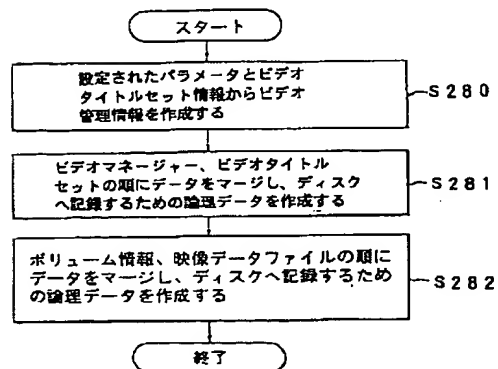 スタート
設定されたパラメータとビデオ
タイトルセット情報からビデオ
管理情報を作成する
S280
ビデオマネージャー、ビデオタイトル
セットの順にデータをマージし、ディスク
へ記録するための論理データを作成する
S281
ボリューム情報、映像データファイルの順に
データをマージし、ディスクへ記録するため
の論理データを作成する
S282
終了